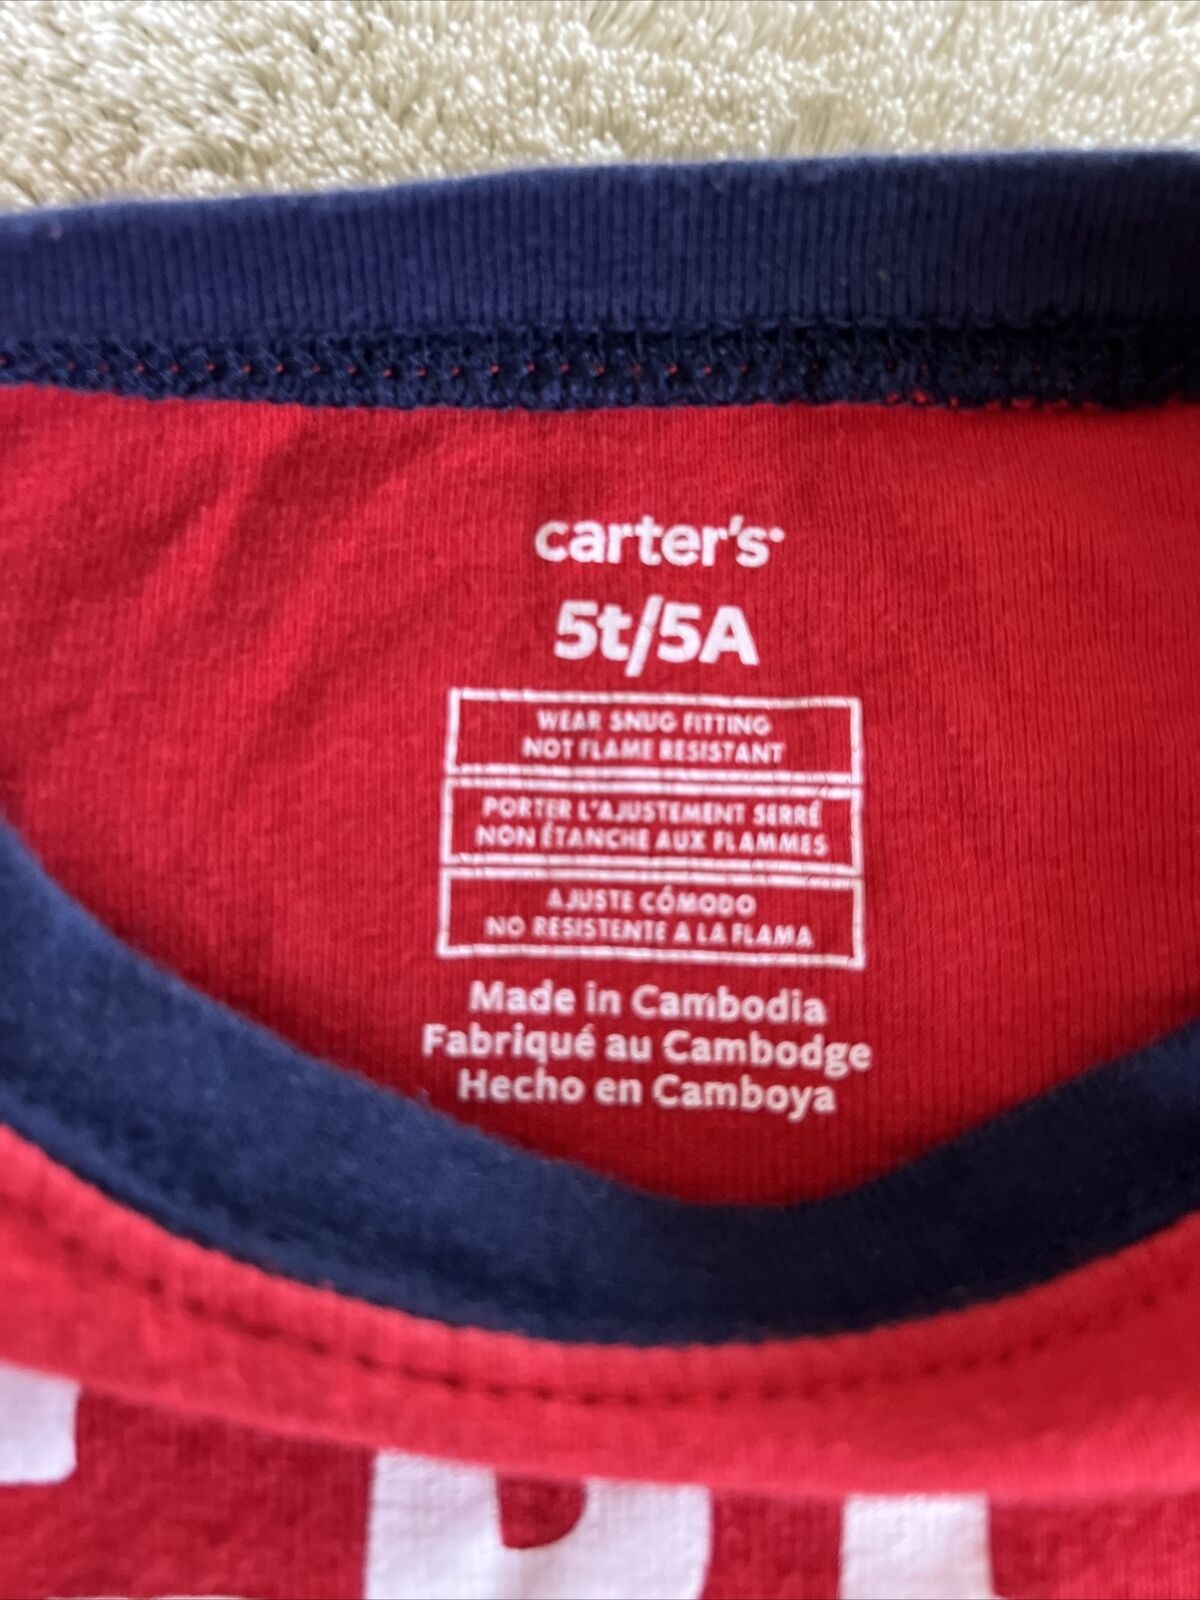 carter's
5t/5A
WEAR SNUG FITTING
NOT FLAME RESISTANT
PORTER L'AJUSTEMENT SERRÉ
NON ÉTANCHE AUX FLAMMES
AJUSTE CÓMODO
NO RESISTENTE A LA FLAMA
Made in Cambodia
Fabriqué au Cambodge
Hecho en Camboya